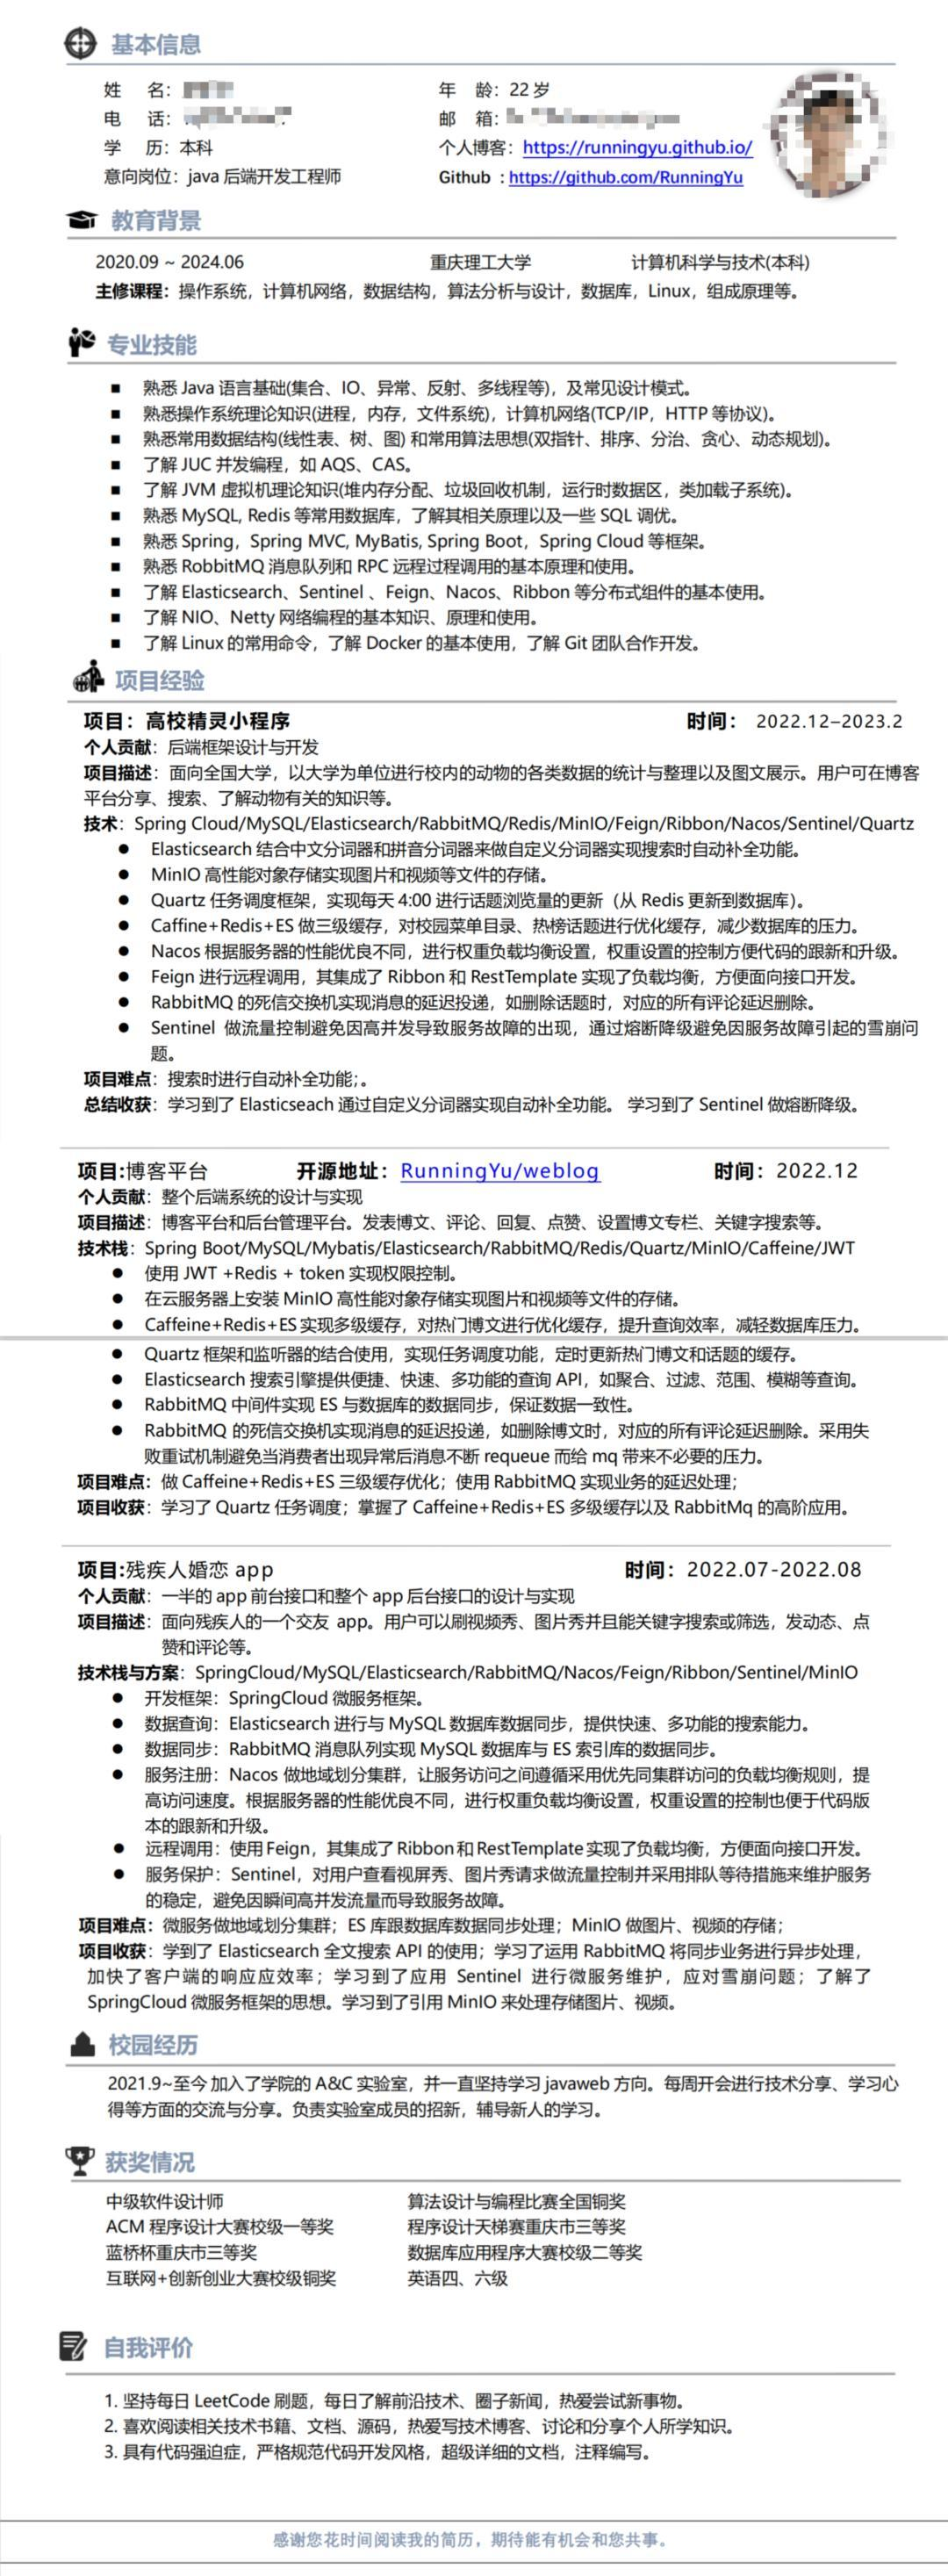 基本信息
姓 名： 年 龄：22 岁
电 话： 邮 箱：
学 历：本科 个人博客：https://runningyu.github.io/
意向岗位：java 后端开发工程师 Github ：https://github.com/RunningYu
教育背景
2020.09 ~ 2024.06 重庆理工大学 计算机科学与技术(本科)
主修课程：操作系统，计算机网络，数据结构，算法分析与设计，数据库，Linux，组成原理等。
专业技能
■ 熟悉 Java 语言基础(集合、IO、异常、反射、多线程等)，及常见设计模式。
■ 熟悉操作系统理论知识(进程，内存，文件系统)，计算机网络(TCP/IP，HTTP 等协议)。
■ 熟悉常用数据结构(线性表、树、图) 和常用算法思想(双指针、排序、分治、贪心、动态规划)。
■ 了解 JUC 并发编程，如 AQS、CAS。
■ 了解 JVM 虚拟机理论知识(堆内存分配、垃圾回收机制，运行时数据区，类加载子系统)。
■ 熟悉 MySQL, Redis 等常用数据库，了解其相关原理以及一些 SQL 调优。
■ 熟悉 Spring，Spring MVC, MyBatis, Spring Boot，Spring Cloud 等框架。
■ 熟悉 RobbitMQ 消息队列和 RPC 远程过程调用的基本原理和使用。
■ 了解 Elasticsearch、Sentinel 、Feign、Nacos、Ribbon 等分布式组件的基本使用。
■ 了解 NIO、Netty 网络编程的基本知识、原理和使用。
■ 了解 Linux 的常用命令，了解 Docker 的基本使用，了解 Git 团队合作开发。
项目经验
项目：高校精灵小程序 时间： 2022.12–2023.2
个人贡献：后端框架设计与开发
项目描述：面向全国大学，以大学为单位进行校内的动物的各类数据的统计与整理以及图文展示。用户可在博客
平台分享、搜索、了解动物有关的知识等。
技术：Spring Cloud/MySQL/Elasticsearch/RabbitMQ/Redis/MinIO/Feign/Ribbon/Nacos/Sentinel/Quartz
● Elasticsearch 结合中文分词器和拼音分词器来做自定义分词器实现搜索时自动补全功能。
● MinIO 高性能对象存储实现图片和视频等文件的存储。
● Quartz 任务调度框架，实现每天 4:00 进行话题浏览量的更新（从 Redis 更新到数据库）。
● Caffine+Redis+ES 做三级缓存，对校园菜单目录、热榜话题进行优化缓存，减少数据库的压力。
● Nacos 根据服务器的性能优良不同，进行权重负载均衡设置，权重设置的控制方便代码的跟新和升级。
● Feign 进行远程调用，其集成了 Ribbon 和 RestTemplate 实现了负载均衡，方便面向接口开发。
● RabbitMQ 的死信交换机实现消息的延迟投递，如删除话题时，对应的所有评论延迟删除。
● Sentinel 做流量控制避免因高并发导致服务故障的出现，通过熔断降级避免因服务故障引起的雪崩问
题。
项目难点：搜索时进行自动补全功能;。
总结收获：学习到了 Elasticseach 通过自定义分词器实现自动补全功能。 学习到了 Sentinel 做熔断降级。
项目:博客平台 开源地址：RunningYu/weblog 时间：2022.12
个人贡献：整个后端系统的设计与实现
项目描述：博客平台和后台管理平台。发表博文、评论、回复、点赞、设置博文专栏、关键字搜索等。
技术栈：Spring Boot/MySQL/Mybatis/Elasticsearch/RabbitMQ/Redis/Quartz/MinIO/Caffeine/JWT
● 使用 JWT +Redis + token 实现权限控制。
● 在云服务器上安装 MinIO 高性能对象存储实现图片和视频等文件的存储。
● Caffeine+Redis+ES 实现多级缓存，对热门博文进行优化缓存，提升查询效率，减轻数据库压力。
● Quartz 框架和监听器的结合使用，实现任务调度功能，定时更新热门博文和话题的缓存。
● Elasticsearch 搜索引擎提供便捷、快速、多功能的查询 API，如聚合、过滤、范围、模糊等查询。
● RabbitMQ 中间件实现 ES 与数据库的数据同步，保证数据一致性。
● RabbitMQ 的死信交换机实现消息的延迟投递，如删除博文时，对应的所有评论延迟删除。采用失
败重试机制避免当消费者出现异常后消息不断 requeue 而给 mq 带来不必要的压力。
项目难点：做 Caffeine+Redis+ES 三级缓存优化；使用 RabbitMQ 实现业务的延迟处理；
项目收获：学习了 Quartz 任务调度；掌握了 Caffeine+Redis+ES 多级缓存以及 RabbitMq 的高阶应用。
项目:残疾人婚恋 app 时间：2022.07-2022.08
个人贡献：一半的 app 前台接口和整个 app 后台接口的设计与实现
项目描述：面向残疾人的一个交友 app。用户可以刷视频秀、图片秀并且能关键字搜索或筛选，发动态、点
赞和评论等。
技术栈与方案：SpringCloud/MySQL/Elasticsearch/RabbitMQ/Nacos/Feign/Ribbon/Sentinel/MinIO
● 开发框架：SpringCloud 微服务框架。
● 数据查询：Elasticsearch 进行与 MySQL 数据库数据同步，提供快速、多功能的搜索能力。
● 数据同步：RabbitMQ 消息队列实现 MySQL 数据库与 ES 索引库的数据同步。
● 服务注册：Nacos 做地域划分集群，让服务访问之间遵循采用优先同集群访问的负载均衡规则，提
高访问速度。根据服务器的性能优良不同，进行权重负载均衡设置，权重设置的控制也便于代码版
本的跟新和升级。
● 远程调用：使用 Feign，其集成了 Ribbon 和 RestTemplate 实现了负载均衡，方便面向接口开发。
● 服务保护：Sentinel，对用户查看视屏秀、图片秀请求做流量控制并采用排队等待措施来维护服务
的稳定，避免因瞬间高并发流量而导致服务故障。
项目难点：微服务做地域划分集群；ES 库跟数据库数据同步处理；MinIO 做图片、视频的存储；
项目收获：学到了 Elasticsearch 全文搜索 API 的使用；学习了运用 RabbitMQ 将同步业务进行异步处理，
加快了客户端的响应应效率；学习到了应用 Sentinel 进行微服务维护，应对雪崩问题；了解了
SpringCloud 微服务框架的思想。学习到了引用 MinIO 来处理存储图片、视频。
校园经历
2021.9~至今 加入了学院的 A&C 实验室，并一直坚持学习 javaweb 方向。每周开会进行技术分享、学习心
得等方面的交流与分享。负责实验室成员的招新，辅导新人的学习。
获奖情况
中级软件设计师 算法设计与编程比赛全国铜奖
ACM 程序设计大赛校级一等奖 程序设计天梯赛重庆市三等奖
蓝桥杯重庆市三等奖 数据库应用程序大赛校级二等奖
互联网+创新创业大赛校级铜奖 英语四、六级
自我评价
1. 坚持每日 LeetCode 刷题，每日了解前沿技术、圈子新闻，热爱尝试新事物。
2. 喜欢阅读相关技术书籍、文档、源码，热爱写技术博客、讨论和分享个人所学知识。
3. 具有代码强迫症，严格规范代码开发风格，超级详细的文档，注释编写。
感谢您花时间阅读我的简历，期待能有机会和您共事。